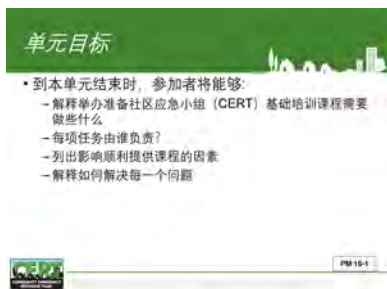 单元目标
• 到本单元结束时，参加者将能够:
–解释举办准备社区应急小组（CERT）基础培训课程需要
做些什么
–每项任务由谁负责?
–列出影响顺利提供课程的因素
–解释如何解决每一个问题
CERT
PM 16-1